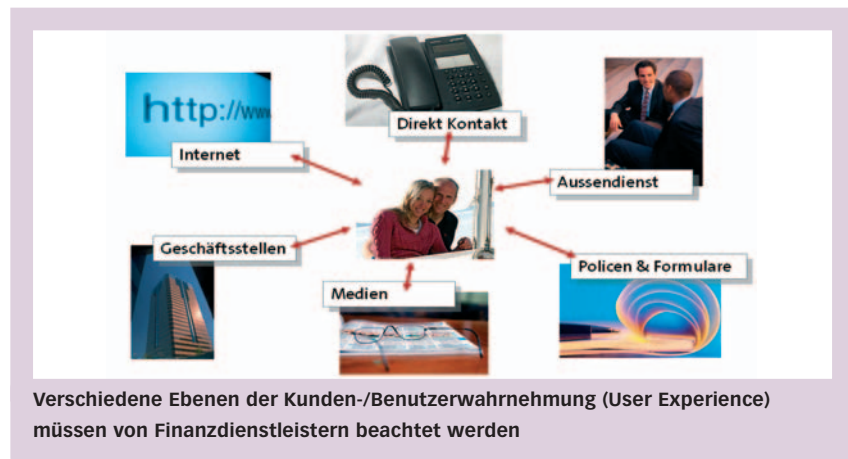 http://www
Direkt Kontakt
Internet
Aussendienst
Geschäftsstellen
Policen & Formulare
Medien
Verschiedene Ebenen der Kunden-/Benutzerwahrnehmung (User Experience)
müssen von Finanzdienstleistern beachtet werden